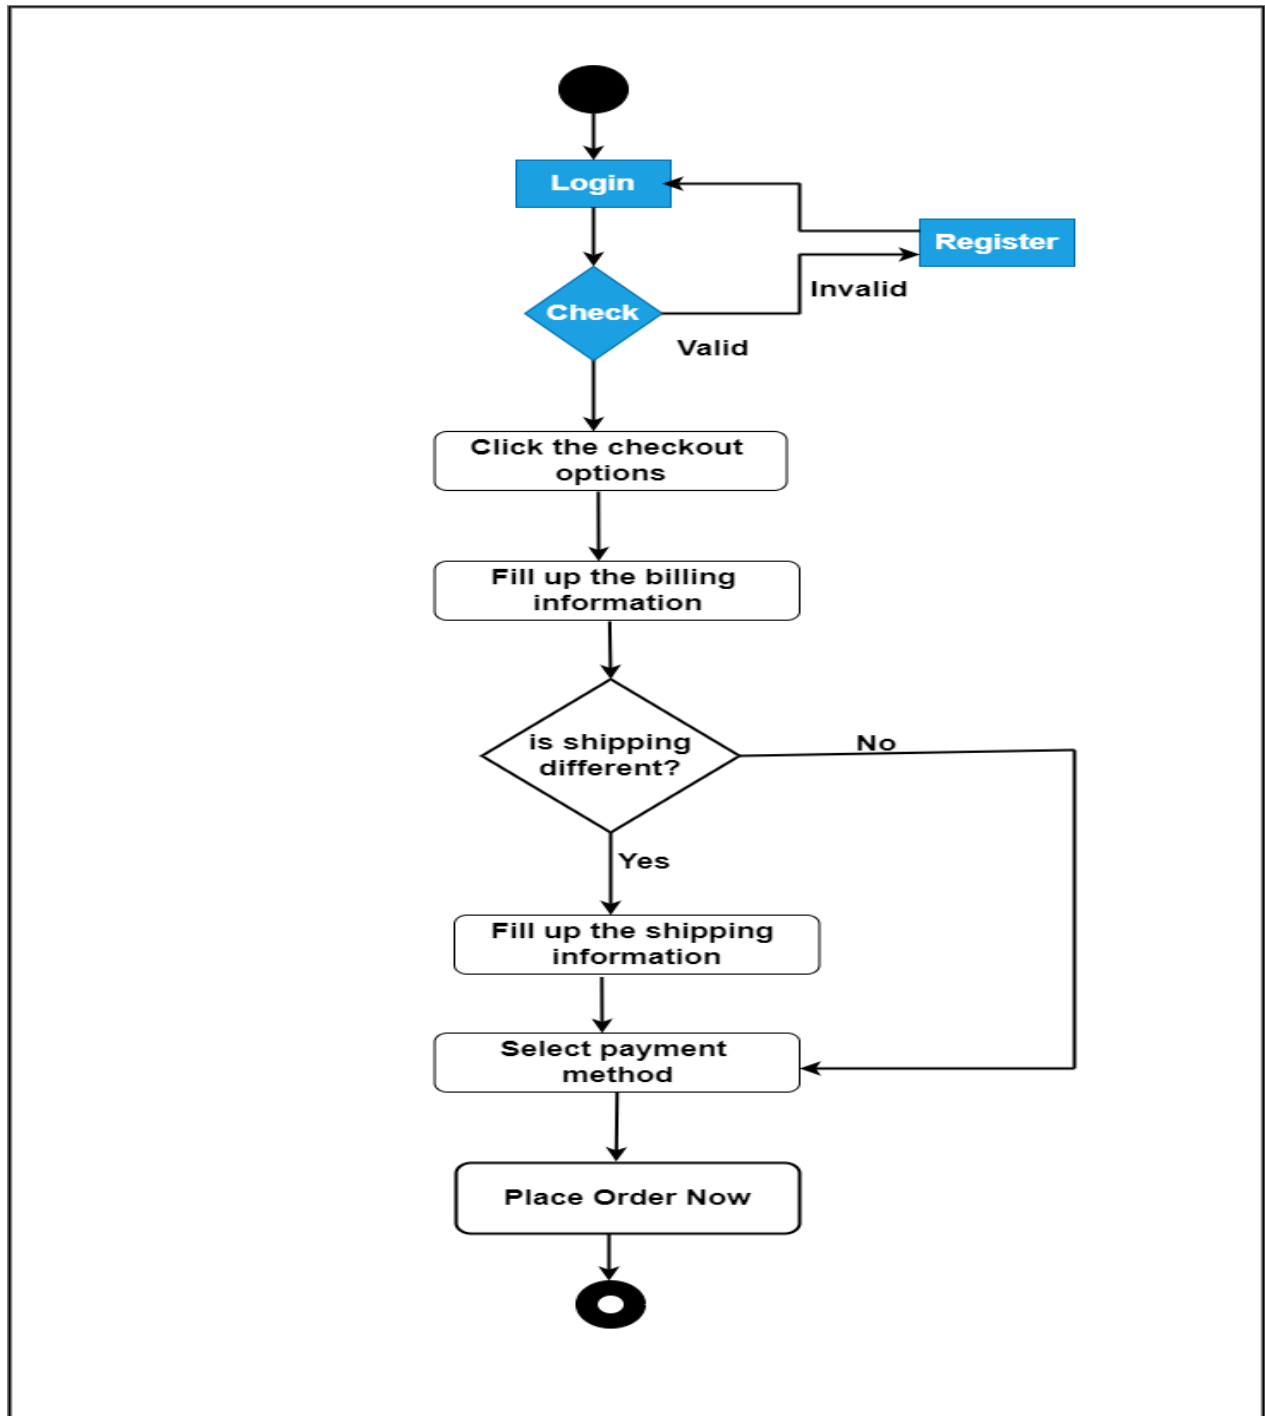 Login
Register
Invalid
Check
Valid
Click the checkout
options
Fill up the billing
information
is shipping
different?
No
Yes
Fill up the shipping
information
Select payment
method
Place Order Now